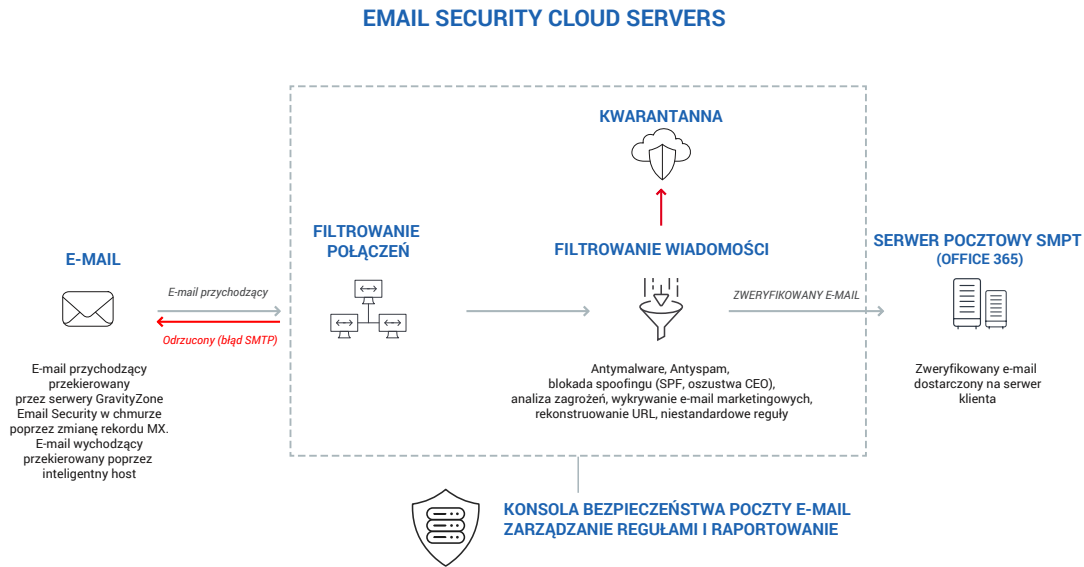 EMAIL SECURITY CLOUD SERVERS
KWARANTANNA
FILTROWANIE
POŁĄCZEŃ
FILTROWANIE WIADOMOŚCI
SERWER POCZTOWY SMPT
(OFFICE 365)
E-MAIL
E-mail przychodzący
Odrzucony (błąd SMTP)
ZWERYFIKOWANY E-MAIL
E-mail przychodzący
przekierowany
przez serwery GravityZone
Email Security w chmurze
poprzez zmianę rekordu MX.
E-mail wychodzący
przekierowany poprzez
inteligentny host
Antymalware, Antyspam,
blokada spoofingu (SPF, oszustwa CEO),
analiza zagrożeń, wykrywanie e-mail marketingowych,
rekonstruowanie URL, niestandardowe reguły
Zweryfikowany e-mail
dostarczony na serwer
klienta
KONSOLA BEZPIECZEŃSTWA POCZTY E-MAIL
ZARZĄDZANIE REGUŁAMI I RAPORTOWANIE